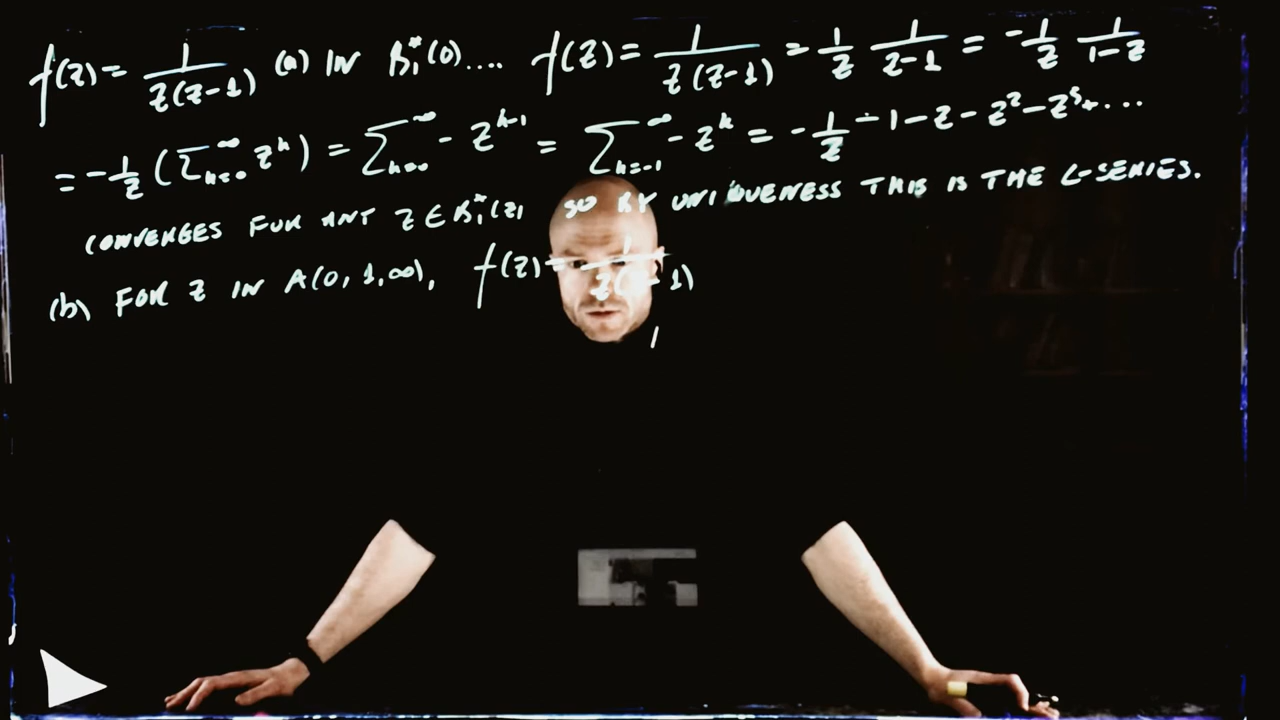 f(z) = 1/(z(z-1)) (a) IN B₁*(0).... f(z) = 1/(z(z-1)) = 1/z 1/(z-1) = -1/z 1/(1-z)
= -1/z (Σ_{k=0}^∞ z^k) = Σ_{k=0}^∞ - z^{k-1} = Σ_{k=-1}^∞ - z^k = -1/z - 1 - z - z² - z³ + ...
CONVERGES FOR ANY z ∈ B₁*(z) SO BY UNIQUENESS THIS IS THE L-SERIES.
(b) FOR z IN A(0, 1, ∞), f(z) = 1/(z(-1)